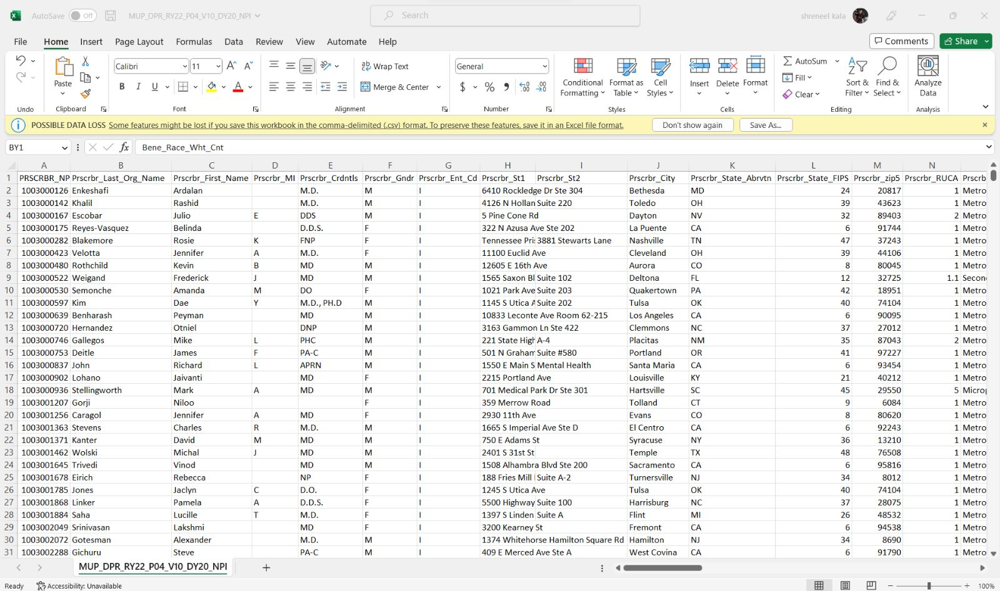 AutoSave Off MUP_DPR_RY22_P04_V10_DY20_NPI Search shreneel kala
File Home Insert Page Layout Formulas Data Review View Automate Help Comments Share
Calibri 11 Wrap Text General AutoSum
Paste Conditional Format as Cell Insert Delete Format Fill Sort & Find & Analyze
B I U A Merge & Center $ % Formatting Table Styles Clear Filter Select Data
Undo Clipboard Font Alignment Number Styles Cells Editing Analysis
POSSIBLE DATA LOSS Some features might be lost if you save this workbook in the comma-delimited (.csv) format. To preserve these features, save it in an Excel file format. Don't show again Save As...
BY1 fx Bene_Race_Wht_Cnt
A B C D E F G H I J K L M N
1 PRSCRBR_NP Prscrbr_Last_Org_Name Prscrbr_First_Name Prscrbr_MI Prscrbr_Crdntls Prscrbr_Gndr Prscrbr_Ent_Cd Prscrbr_St1 Prscrbr_St2 Prscrbr_City Prscrbr_State_Abrvtn Prscrbr_State_FIPS Prscrbr_zip5 Prscrbr_RUCA Prscrb
2 1003000126 Enkeshafi Ardalan M.D. M I 6410 Rockledge Dr Ste 304 Bethesda MD 24 20817 1 Metro
3 1003000142 Khalil Rashid M.D. M I 4126 N Hollan Suite 220 Toledo OH 39 43623 1 Metro
4 1003000167 Escobar Julio E DDS M I 5 Pine Cone Rd Dayton NV 32 89403 2 Metro
5 1003000175 Reyes-Vasquez Belinda D.D.S. F I 322 N Azusa Ave Ste 202 La Puente CA 6 91744 1 Metro
6 1003000282 Blakemore Rosie K FNP F I Tennessee Pri: 3881 Stewarts Lane Nashville TN 47 37243 1 Metro
7 1003000423 Velotta Jennifer A M.D. F I 11100 Euclid Ave Cleveland OH 39 44106 1 Metro
8 1003000480 Rothchild Kevin B MD M I 12605 E 16th Ave Aurora CO 8 80045 1 Metro
9 1003000522 Weigand Frederick J MD M I 1565 Saxon Bl Suite 102 Deltona FL 12 32725 1.1 Secon
10 1003000530 Semonche Amanda M DO F I 1021 Park Ave Suite 203 Quakertown PA 42 18951 1 Metro
11 1003000597 Kim Dae Y M.D., PH.D M I 1145 S Utica A Suite 202 Tulsa OK 40 74104 1 Metro
12 1003000639 Benharash Peyman MD M I 10833 Leconte Ave Room 62-215 Los Angeles CA 6 90095 1 Metro
13 1003000720 Hernandez Otniel DNP M I 3163 Gammon Ln Ste 422 Clemmons NC 37 27012 1 Metro
14 1003000746 Gallegos Mike L PHC M I 221 State High A-4 Placitas NM 35 87043 2 Metro
15 1003000753 Deitle James F PA-C M I 501 N Graham Suite #580 Portland OR 41 97227 1 Metro
16 1003000837 John Richard L APRN M I 1550 E Main S Mental Health Santa Maria CA 6 93454 1 Metro
17 1003000902 Lohano Jaivanti MD F I 2215 Portland Ave Louisville KY 21 40212 1 Metro
18 1003000936 Stellingworth Mark A MD M I 701 Medical Park Dr Ste 301 Hartsville SC 45 29550 5 Microp
19 1003001207 Gorji Niloo F I 359 Merrow Road Tolland CT 9 6084 1 Metro
20 1003001256 Caragol Jennifer A MD F I 2930 11th Ave Evans CO 8 80620 1 Metro
21 1003001363 Stevens Charles R M.D. M I 1665 S Imperial Ave Ste D El Centro CA 6 92243 1 Metro
22 1003001371 Kanter David M MD M I 750 E Adams St Syracuse NY 36 13210 1 Metro
23 1003001462 Wolski Michal J MD M I 2401 S 31st St Temple TX 48 76508 1 Metro
24 1003001645 Trivedi Vinod MD M I 1508 Alhambra Blvd Ste 200 Sacramento CA 6 95816 1 Metro
25 1003001678 Eirich Rebecca NP F I 188 Fries Mill Suite A-2 Turnersville NJ 34 8012 1 Metro
26 1003001785 Jones Jaclyn C D.O. F I 1245 S Utica Ave Tulsa OK 40 74104 1 Metro
27 1003001868 Linker Pamela A D.D.S. F I 5500 Highway Suite 100 Harrisburg NC 37 28075 1 Metro
28 1003001884 Saha Lucille T M.D. F I 1397 S Linden Suite A Flint MI 26 48532 1 Metro
29 1003002049 Srinivasan Lakshmi MD F I 3200 Kearney St Fremont CA 6 94538 1 Metro
30 1003002072 Gotesman Alexander M.D. M I 1374 Whitehorse Hamilton Square Rd Hamilton NJ 34 8690 1 Metro
31 1003002288 Gichuru Steve PA-C M I 409 E Merced Ave Ste A West Covina CA 6 91790 1 Metro
MUP_DPR_RY22_P04_V10_DY20_NPI
Ready Accessibility: Unavailable 100%